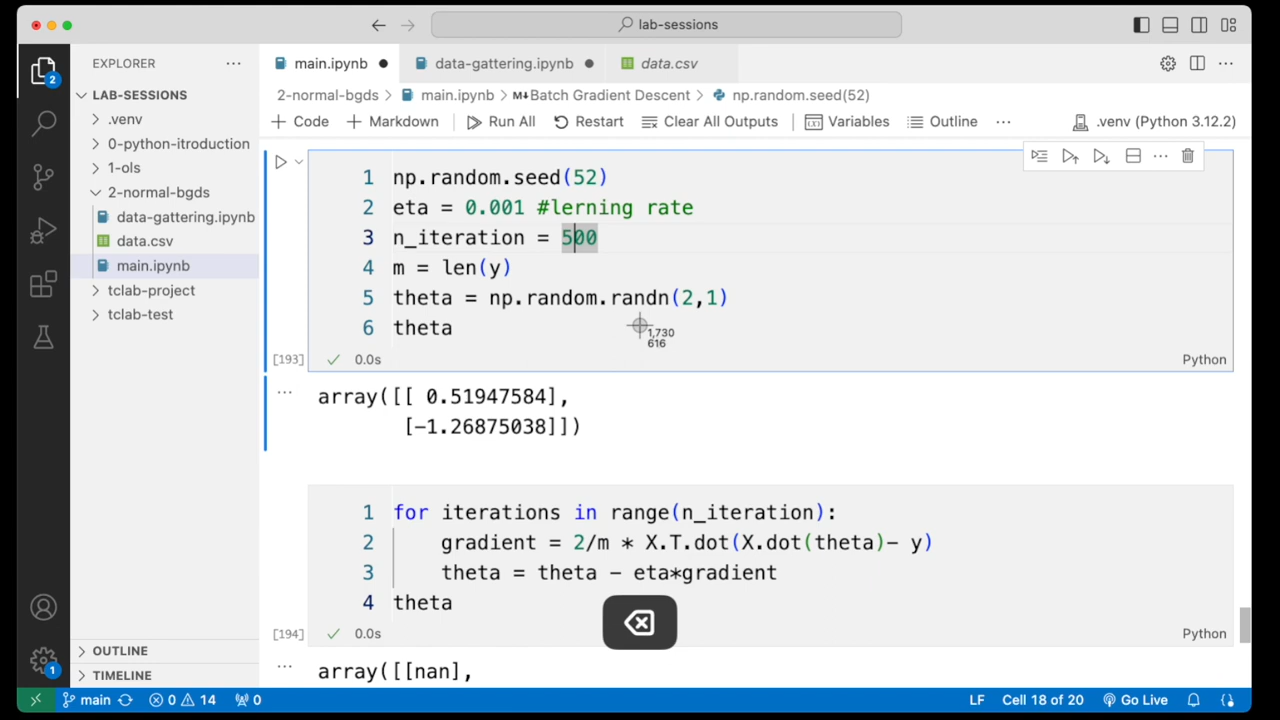 lab-sessions
2
EXPLORER
main.ipynb
data-gattering.ipynb
data.csv
LAB-SESSIONS
.venv
0-python-itroduction
1-ols
2-normal-bgds
data-gattering.ipynb
data.csv
main.ipynb
tclab-project
tclab-test
2-normal-bgds > main.ipynb > M↓Batch Gradient Descent > np.random.seed(52)
+ Code + Markdown Run All Restart Clear All Outputs Variables Outline ... .venv (Python 3.12.2)
1 np.random.seed(52)
2 eta = 0.001 #lerning rate
3 n_iteration = 500
4 m = len(y)
5 theta = np.random.randn(2,1)
6 theta
1,730
616
[193] 0.0s Python
array([[ 0.51947584],
[-1.26875038]])
1 for iterations in range(n_iteration):
2 gradient = 2/m * X.T.dot(X.dot(theta)- y)
3 theta = theta - eta*gradient
4 theta
[194] 0.0s Python
array([[nan],
OUTLINE
TIMELINE
1
main 0 14 0 LF Cell 18 of 20 Go Live